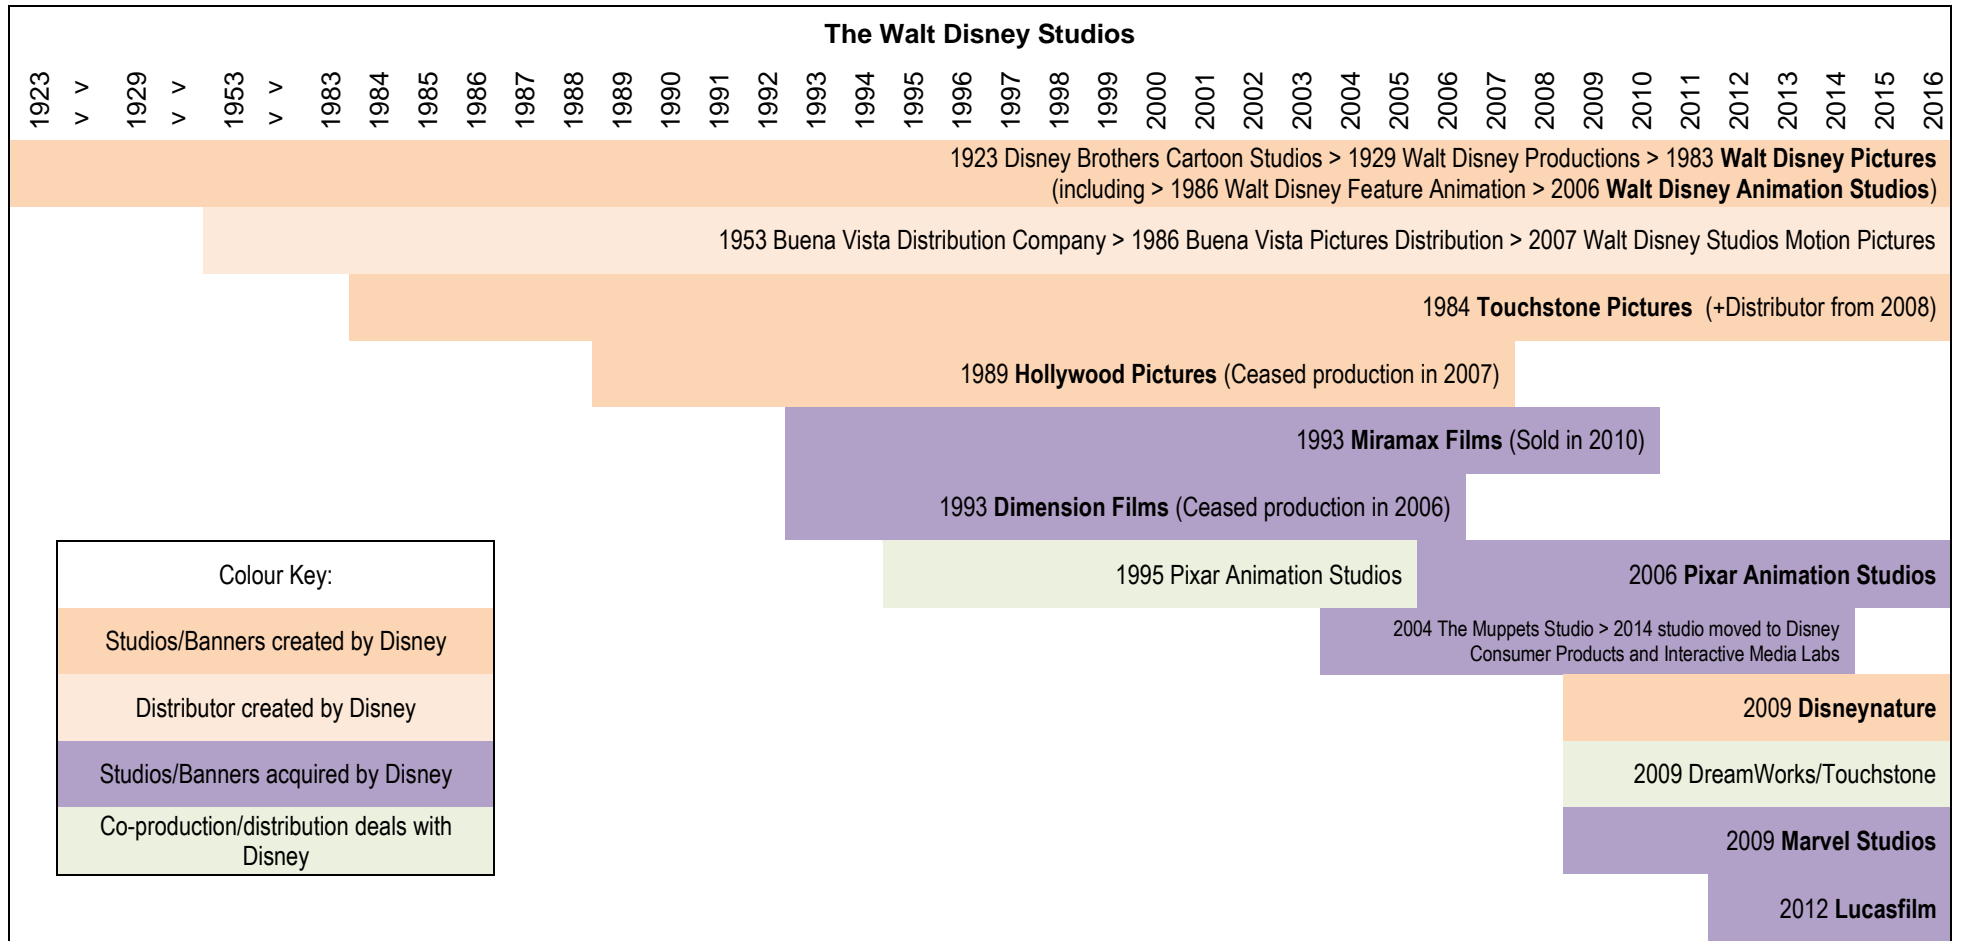 The Walt Disney Studios
1923 > > > > 1929 > > > > 1953 > > > > 1983 1984 1985 1986 1987 1988 1989 1990 1991 1992 1993 1994 1995 1996 1997 1998 1999 2000 2001 2002 2003 2004 2005 2006 2007 2008 2009 2010 2011 2012 2013 2014 2015 2016
1923 Disney Brothers Cartoon Studios > 1929 Walt Disney Productions > 1983 Walt Disney Pictures
(including > 1986 Walt Disney Feature Animation > 2006 Walt Disney Animation Studios)
1953 Buena Vista Distribution Company > 1986 Buena Vista Pictures Distribution > 2007 Walt Disney Studios Motion Pictures
1984 Touchstone Pictures (+Distributor from 2008)
1989 Hollywood Pictures (Ceased production in 2007)
1993 Miramax Films (Sold in 2010)
1993 Dimension Films (Ceased production in 2006)
1995 Pixar Animation Studios
2006 Pixar Animation Studios
2004 The Muppets Studio > 2014 studio moved to Disney
Consumer Products and Interactive Media Labs
2009 Disneynature
2009 DreamWorks/Touchstone
2009 Marvel Studios
2012 Lucasfilm
Colour Key:
Studios/Banners created by Disney
Distributor created by Disney
Studios/Banners acquired by Disney
Co-production/distribution deals with
Disney